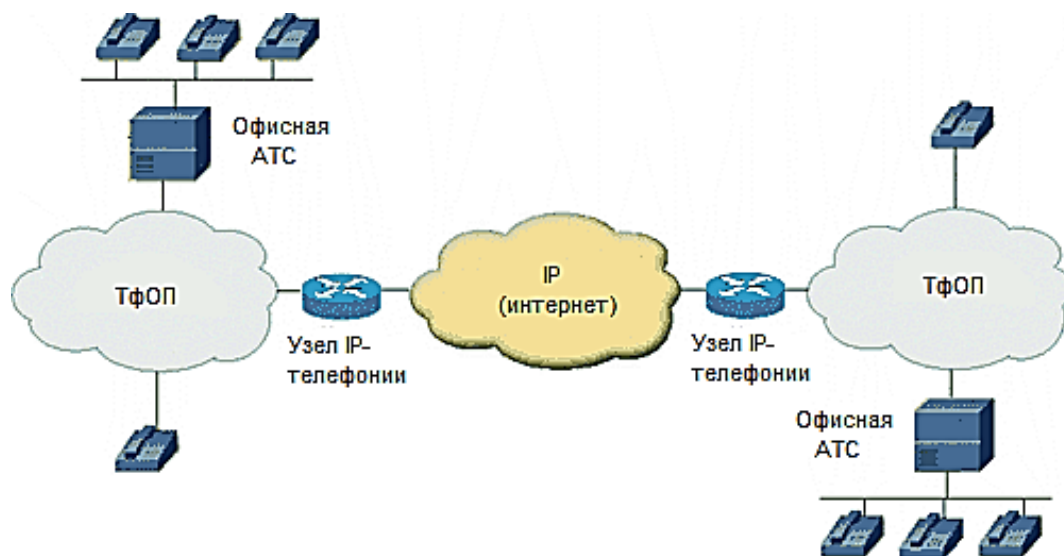 Офисная
АТС
ТфОП
IP
(интернет)
ТфОП
Узел IP-
телефонии
Узел IP-
телефонии
Офисная
АТС